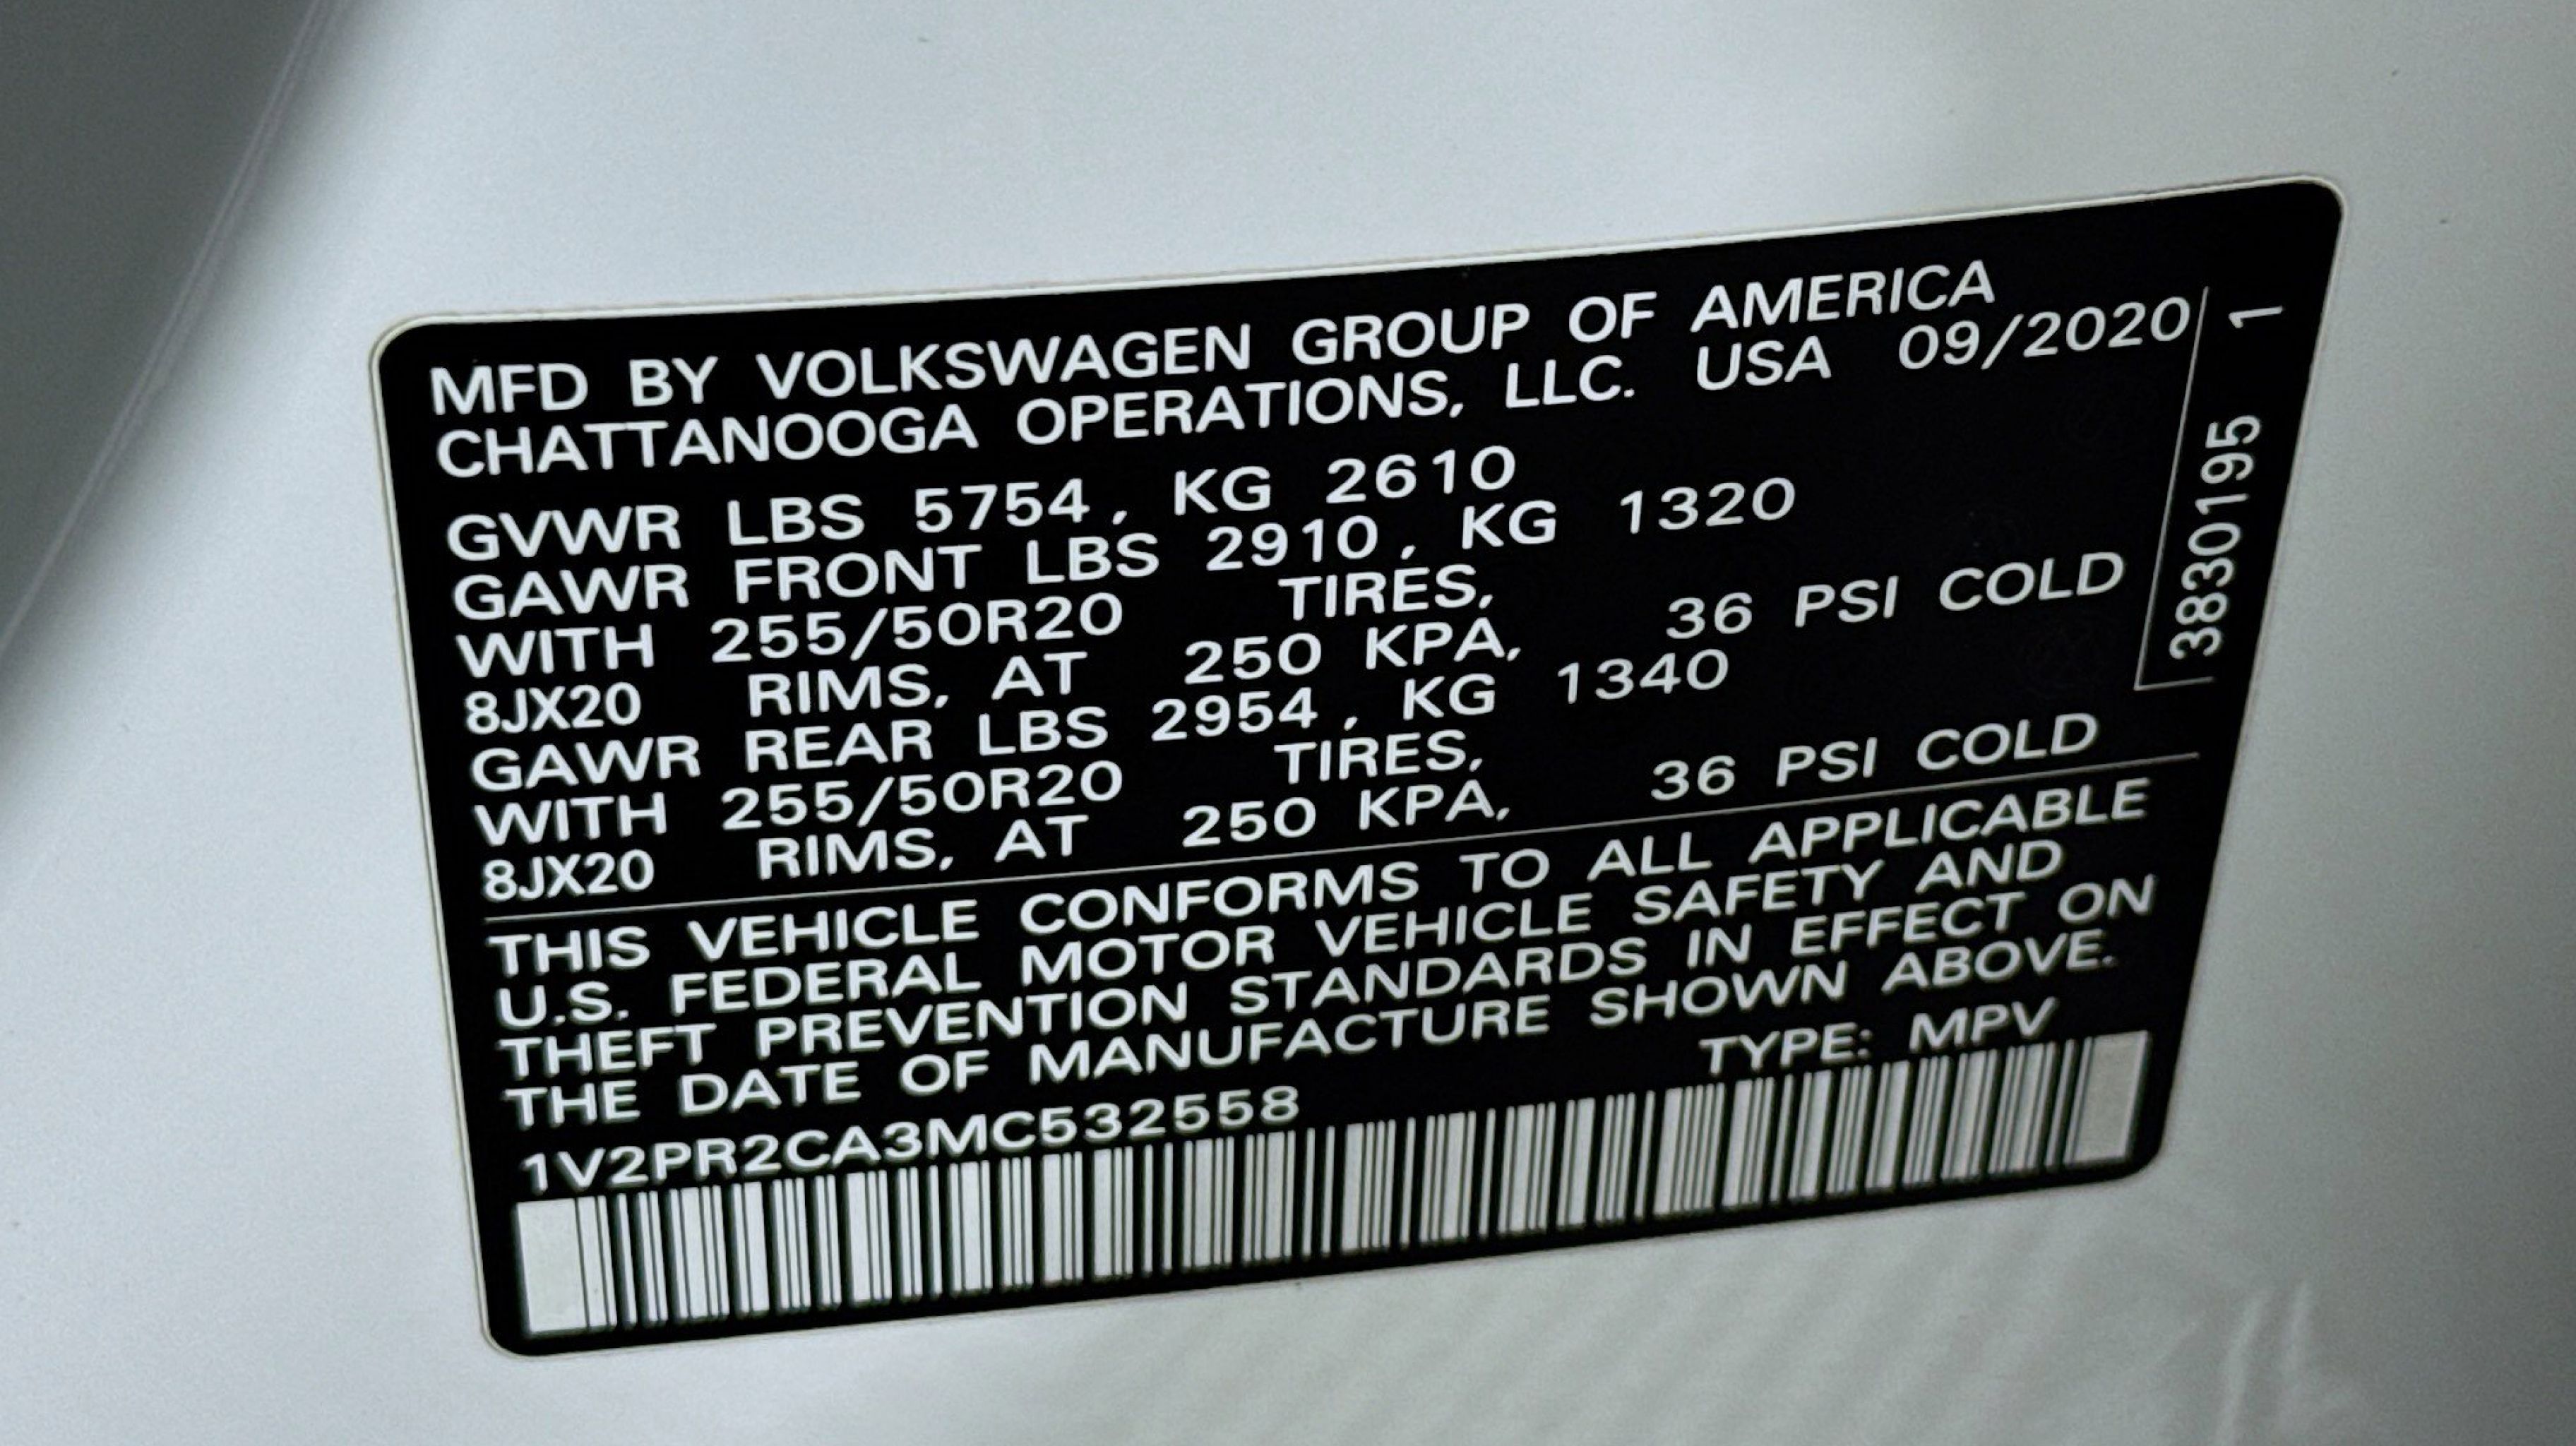 MFD BY VOLKSWAGEN GROUP OF AMERICA
CHATTANOOGA OPERATIONS, LLC. USA 09/2020
GVWR LBS 5754, KG 2610
GAWR FRONT LBS 2910, KG 1320
WITH 255/50R20 TIRES,
8JX20 RIMS, AT 250 KPA, 36 PSI COLD
GAWR REAR LBS 2954, KG 1340
WITH 255/50R20 TIRES,
8JX20 RIMS, AT 250 KPA, 36 PSI COLD
THIS VEHICLE CONFORMS TO ALL APPLICABLE
U.S. FEDERAL MOTOR VEHICLE SAFETY AND
THEFT PREVENTION STANDARDS IN EFFECT ON
THE DATE OF MANUFACTURE SHOWN ABOVE.
TYPE: MPV
1V2PR2CA3MC532558
3830195 1